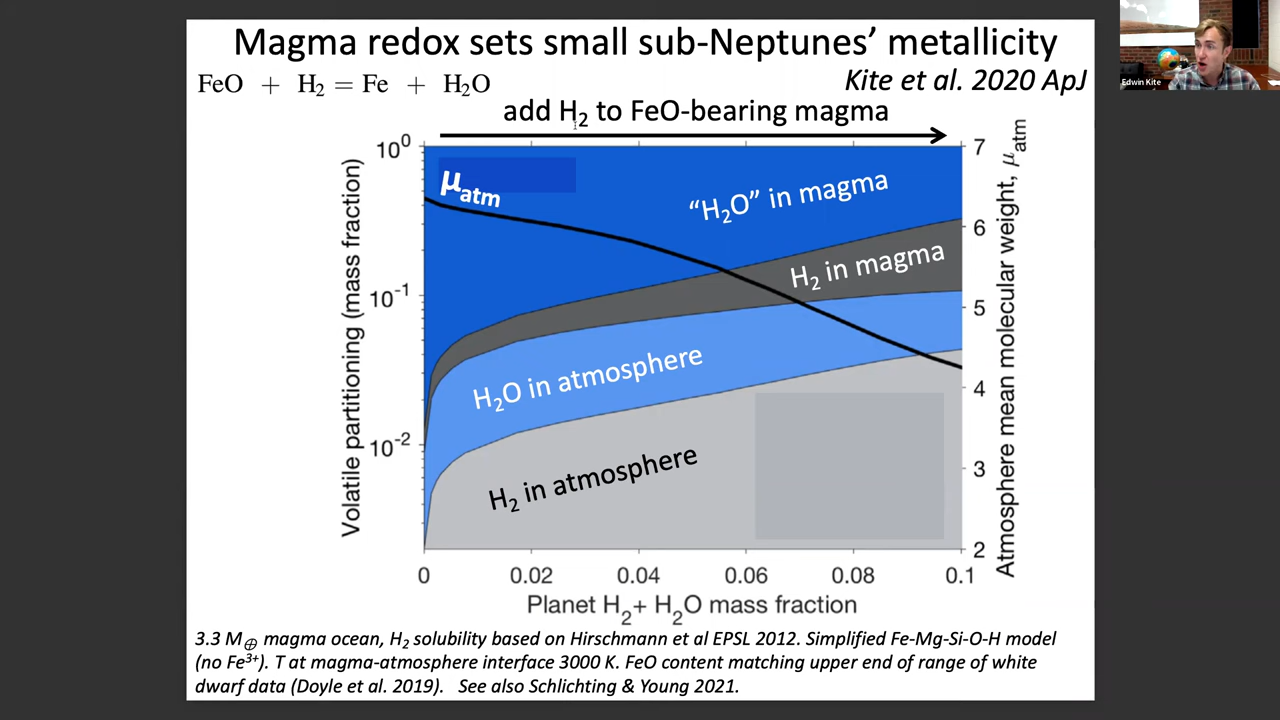 Magma redox sets small sub-Neptunes' metallicity
FeO + H₂ = Fe + H₂O
Kite et al. 2020 ApJ
add H₂ to FeO-bearing magma
Edwin Kite
Volatile partitioning (mass fraction)
10⁰
10⁻¹
10⁻²
μatm
“H₂O” in magma
H₂ in magma
H₂O in atmosphere
H₂ in atmosphere
7
6
5
4
3
2
Atmosphere mean molecular weight, μatm
0 0.02 0.04 0.06 0.08 0.1
Planet H₂+ H₂O mass fraction
3.3 M⊕ magma ocean, H₂ solubility based on Hirschmann et al EPSL 2012. Simplified Fe-Mg-Si-O-H model
(no Fe³⁺). T at magma-atmosphere interface 3000 K. FeO content matching upper end of range of white
dwarf data (Doyle et al. 2019). See also Schlichting & Young 2021.